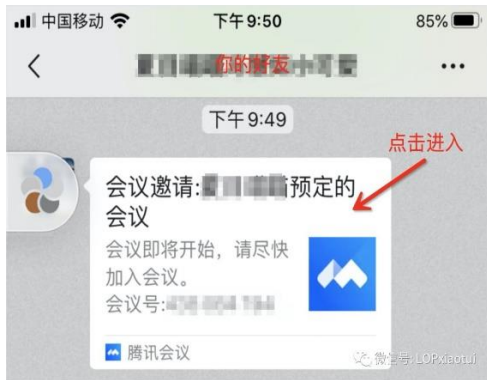 中国移动 下午9:50 85%
你的好友
下午9:49
点击进入
会议邀请:预定的
会议
会议即将开始，请尽快
加入会议。
会议号:
腾讯会议
微信号: LOPxiaotui